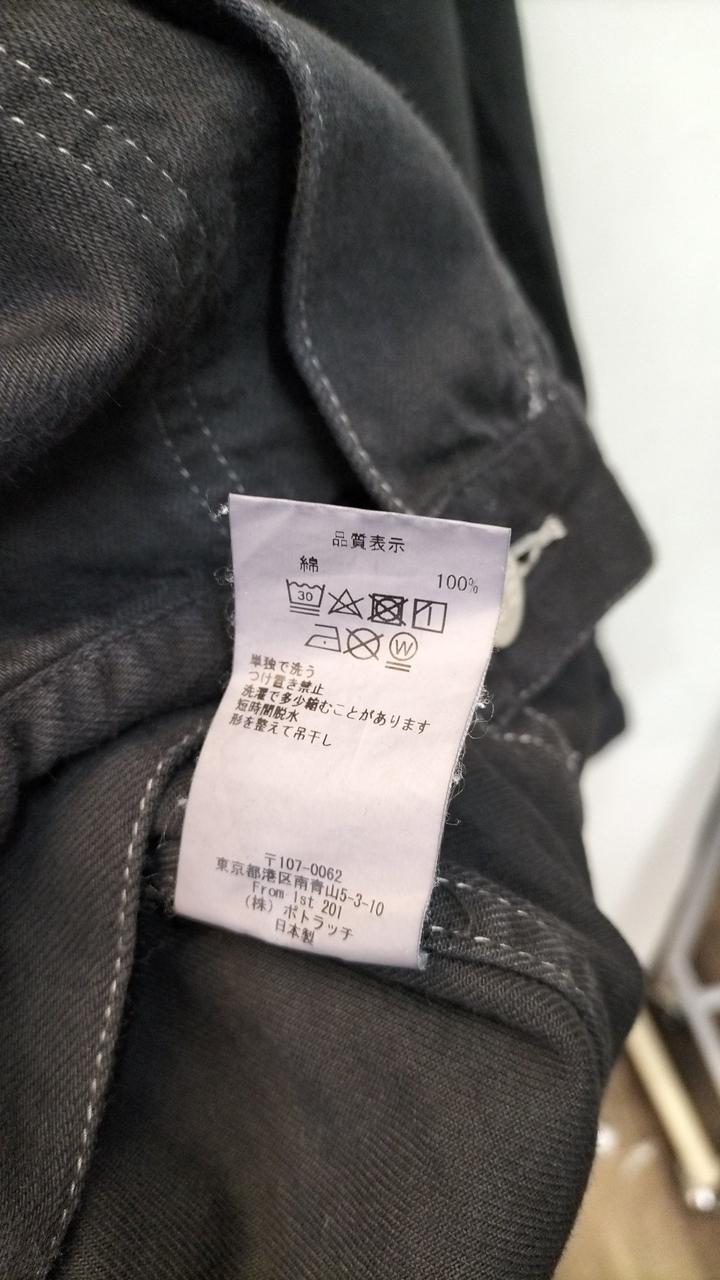 品質表示
綿 100%
30
W
単独で洗う
つけ置き禁止
洗濯で多少縮むことがあります
短時間脱水
形を整えて吊干し
〒107-0062
東京都港区南青山5-3-10
From 1st 201
(株) ポトラッチ
日本製